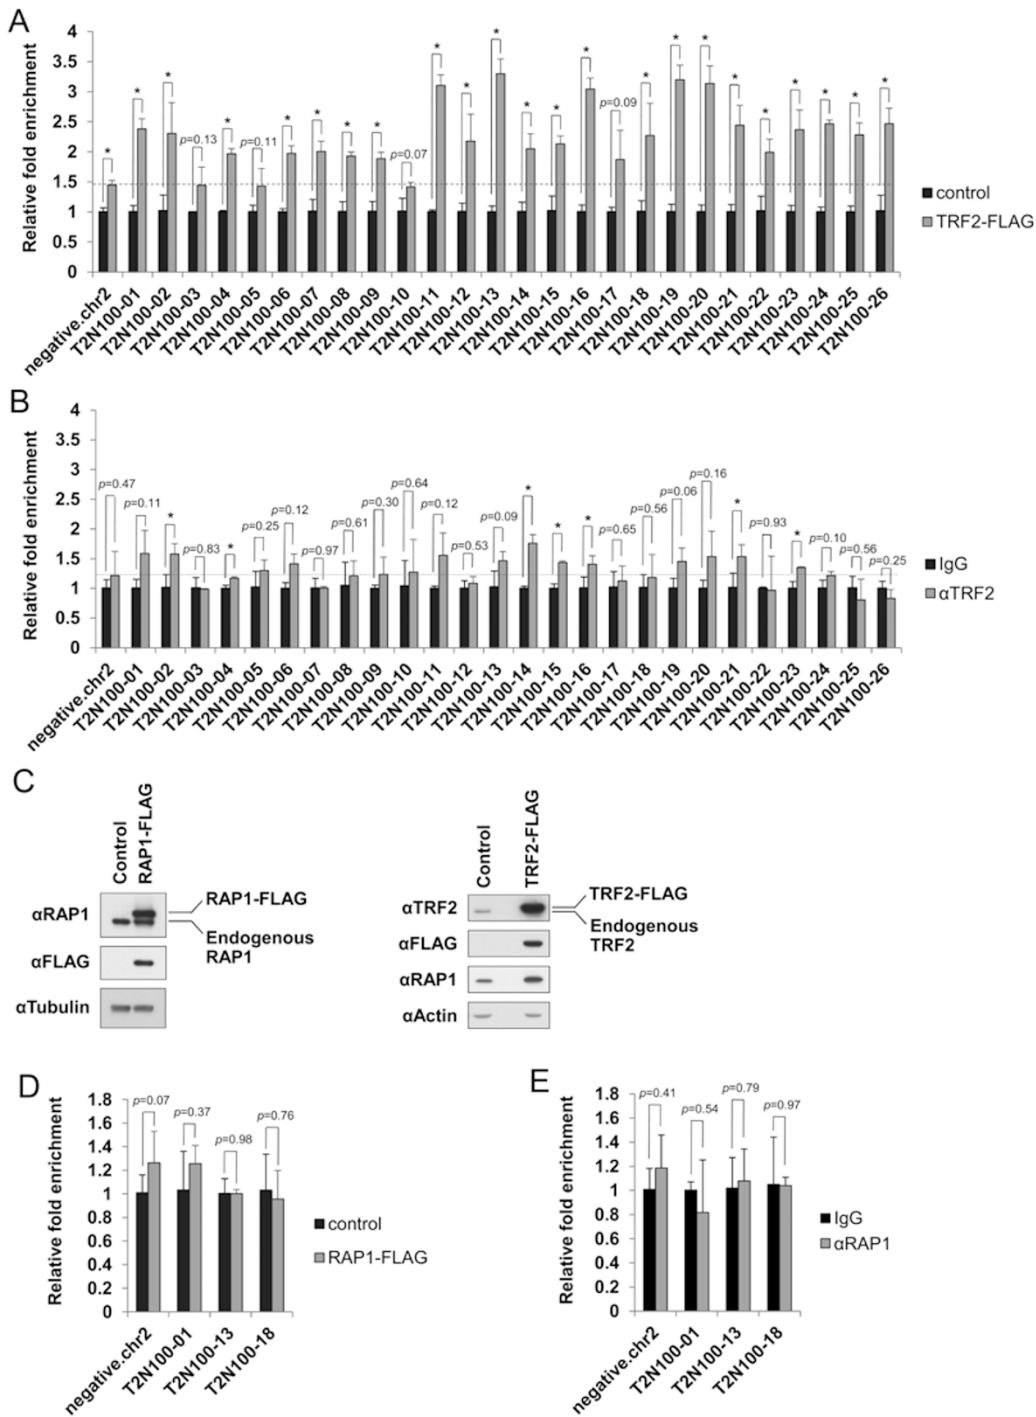 A
Relative fold enrichment
4
3.5
3
2.5
2
1.5
1
0.5
0
* * * p=0.13 * p=0.11 * * * * p=0.07 * * * * * * p=0.09 * * * * * * * * *
control
TRF2-FLAG
negative.chr2
T2N100-01
T2N100-02
T2N100-03
T2N100-04
T2N100-05
T2N100-06
T2N100-07
T2N100-08
T2N100-09
T2N100-10
T2N100-11
T2N100-12
T2N100-13
T2N100-14
T2N100-15
T2N100-16
T2N100-17
T2N100-18
T2N100-19
T2N100-20
T2N100-21
T2N100-22
T2N100-23
T2N100-24
T2N100-25
T2N100-26
B
Relative fold enrichment
4
3.5
3
2.5
2
1.5
1
0.5
0
p=0.47 p=0.11 * p=0.83 * p=0.25 p=0.12 p=0.97 p=0.61 p=0.30 p=0.64 p=0.12 p=0.53 p=0.09 * * * p=0.65 p=0.56 p=0.06 p=0.16 * p=0.93 * p=0.10 p=0.56 p=0.25
IgG
αTRF2
negative.chr2
T2N100-01
T2N100-02
T2N100-03
T2N100-04
T2N100-05
T2N100-06
T2N100-07
T2N100-08
T2N100-09
T2N100-10
T2N100-11
T2N100-12
T2N100-13
T2N100-14
T2N100-15
T2N100-16
T2N100-17
T2N100-18
T2N100-19
T2N100-20
T2N100-21
T2N100-22
T2N100-23
T2N100-24
T2N100-25
T2N100-26
C
Control
RAP1-FLAG
αRAP1
RAP1-FLAG
Endogenous
RAP1
αFLAG
αTubulin
Control
TRF2-FLAG
αTRF2
TRF2-FLAG
Endogenous
TRF2
αFLAG
αRAP1
αActin
D
Relative fold enrichment
1.8
1.6
1.4
1.2
1
0.8
0.6
0.4
0.2
0
p=0.07 p=0.37 p=0.98 p=0.76
control
RAP1-FLAG
negative.chr2
T2N100-01
T2N100-13
T2N100-18
E
Relative fold enrichment
1.8
1.6
1.4
1.2
1
0.8
0.6
0.4
0.2
0
p=0.41 p=0.54 p=0.79 p=0.97
IgG
αRAP1
negative.chr2
T2N100-01
T2N100-13
T2N100-18